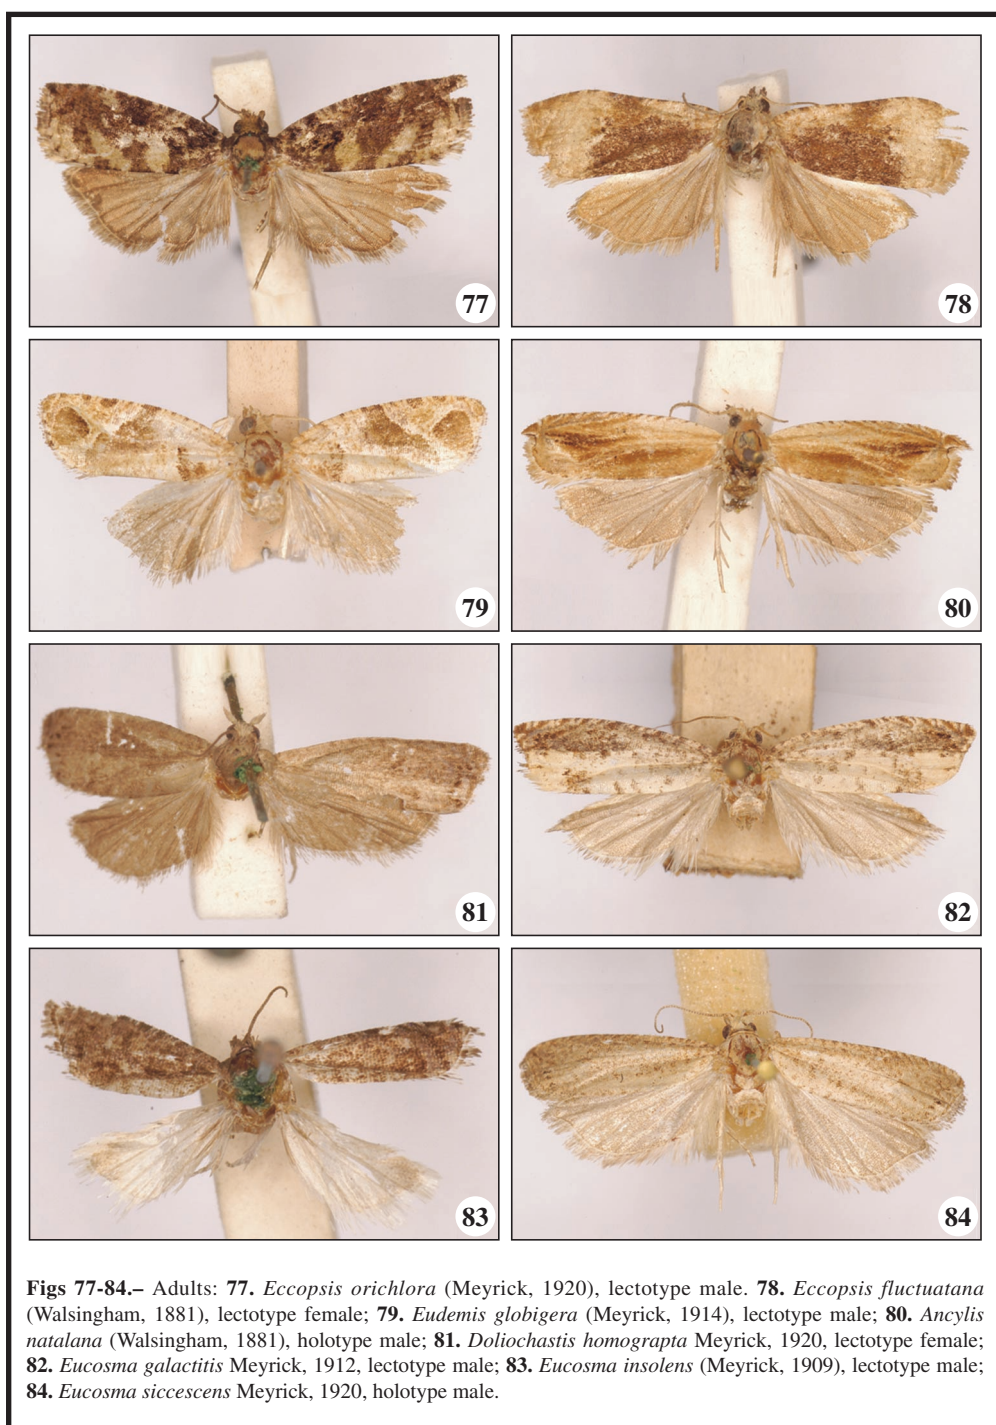 77
78
79
80
81
82
83
84
Figs 77-84.– Adults: 77. Eccopsis orichlora (Meyrick, 1920), lectotype male. 78. Eccopsis fluctuatana
(Walsingham, 1881), lectotype female; 79. Eudemis globigera (Meyrick, 1914), lectotype male; 80. Ancylis
natalana (Walsingham, 1881), holotype male; 81. Doliochastis homograpta Meyrick, 1920, lectotype female;
82. Eucosma galactitis Meyrick, 1912, lectotype male; 83. Eucosma insolens (Meyrick, 1909), lectotype male;
84. Eucosma siccescens Meyrick, 1920, holotype male.